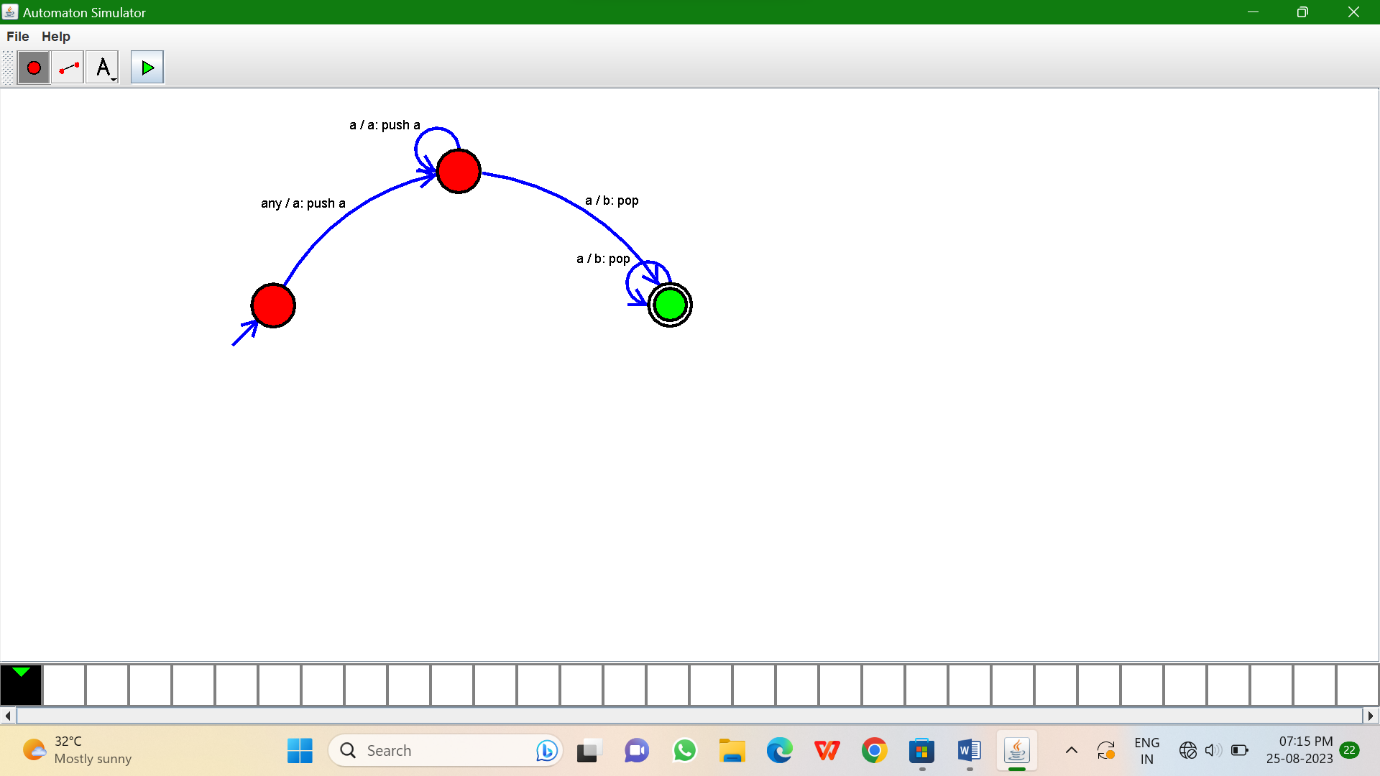 Automaton Simulator
File Help
A
a / a: push a
any / a: push a
a / b: pop
a / b: pop
32°C
Mostly sunny
Search
W
W
ENG
IN
07:15 PM
25-08-2023
22